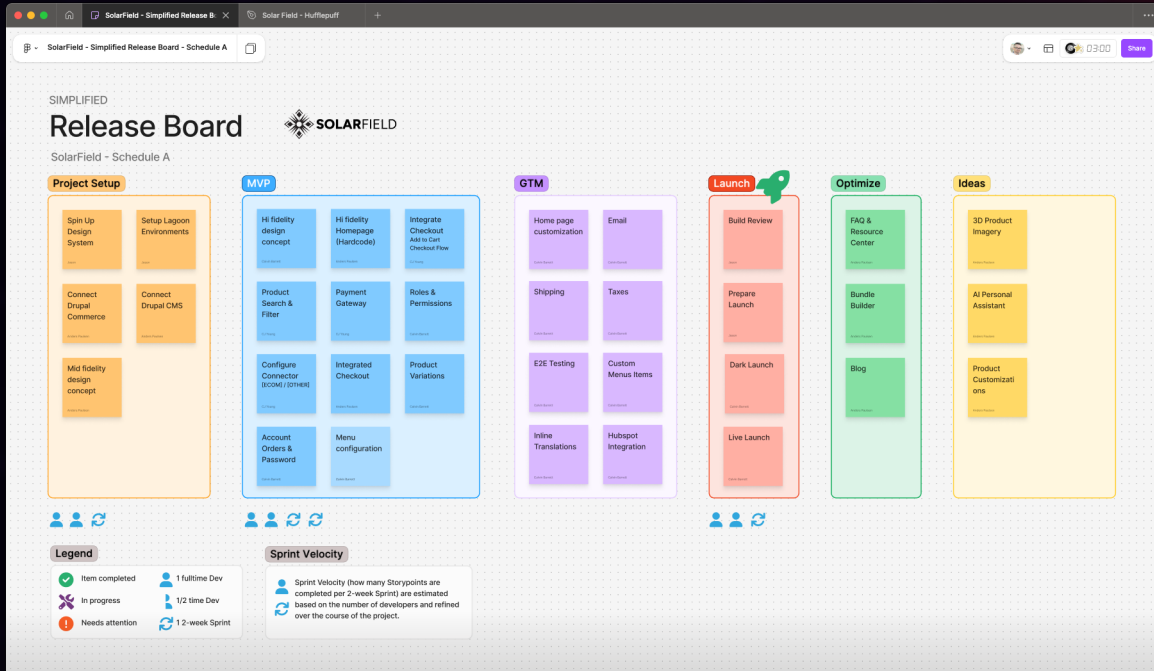 SolarField - Simplified Release B
Solar Field - Hufflepuff
SolarField - Simplified Release Board - Schedule A
03:00
Share
SIMPLIFIED
Release Board
SOLARFIELD
SolarField - Schedule A
Project Setup
Spin Up
Design
System
Setup Lagoon
Environments
Connect
Drupal
Commerce
Connect
Drupal CMS
Mid fidelity
design
concept
MVP
Hi fidelity
design
concept
Hi fidelity
Homepage
(Hardcode)
Integrate
Checkout
Add to Cart
Checkout Flow
Product
Search &
Filter
Payment
Gateway
Roles &
Permissions
Configure
Connector
[ECOM] / [OTHER]
Integrated
Checkout
Product
Variations
Account
Orders &
Password
Menu
configuration
GTM
Home page
customization
Email
Shipping
Taxes
E2E Testing
Custom
Menus Items
Inline
Translations
Hubspot
Integration
Launch
Build Review
Prepare
Launch
Dark Launch
Live Launch
Optimize
FAQ &
Resource
Center
Bundle
Builder
Blog
Ideas
3D Product
Imagery
AI Personal
Assistant
Product
Customizati
ons
Legend
Item completed
1 fulltime Dev
In progress
1/2 time Dev
Needs attention
1 2-week Sprint
Sprint Velocity
Sprint Velocity (how many Storypoints are
completed per 2-week Sprint) are estimated
based on the number of developers and refined
over the course of the project.